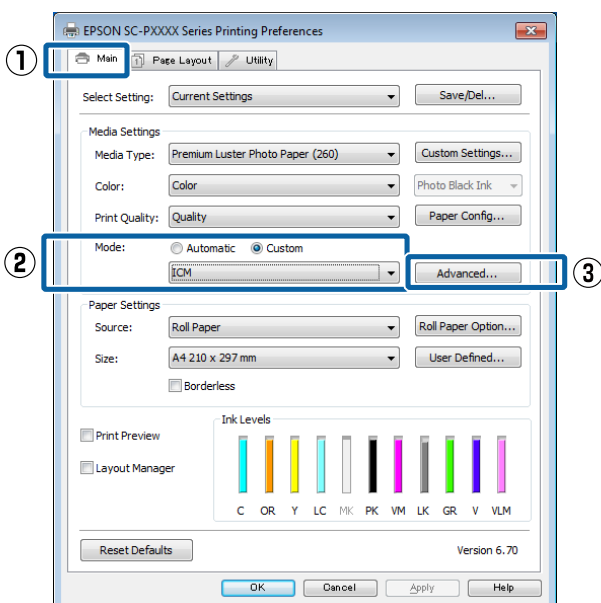 EPSON SC-PXXXX Series Printing Preferences
① Main Page Layout Utility
Select Setting: Current Settings Save/Del...
Media Settings
Media Type: Premium Luster Photo Paper (260) Custom Settings...
Color: Color Photo Black Ink
Print Quality: Quality Paper Config...
Mode: Automatic Custom
② ICM Advanced... ③
Paper Settings
Source: Roll Paper Roll Paper Option...
Size: A4 210 x 297 mm User Defined...
Borderless
Ink Levels
Print Preview
Layout Manager
C OR Y LC MK PK VM LK GR V VLM
Reset Defaults Version 6.70
OK Cancel Apply Help